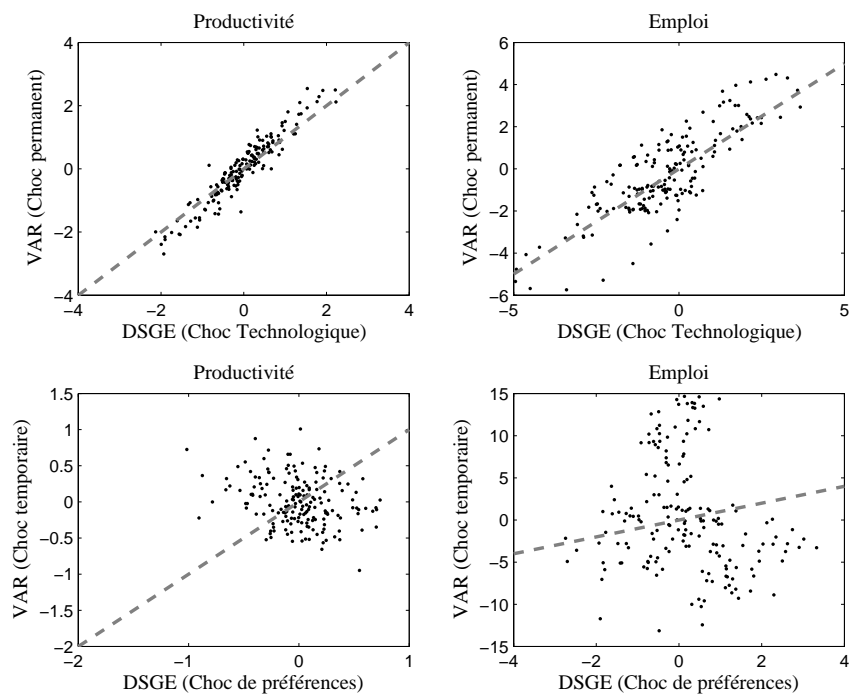 Productivité
4
2
0
−2
−4
−4 −2 0 2 4
VAR (Choc permanent)
DSGE (Choc Technologique)
Emploi
6
4
2
0
−2
−4
−6
−5 0 5
VAR (Choc permanent)
DSGE (Choc Technologique)
Productivité
1.5
1
0.5
0
−0.5
−1
−1.5
−2
−2 −1 0 1
VAR (Choc temporaire)
DSGE (Choc de préférences)
Emploi
15
10
5
0
−5
−10
−15
−4 −2 0 2 4
VAR (Choc temporaire)
DSGE (Choc de préférences)